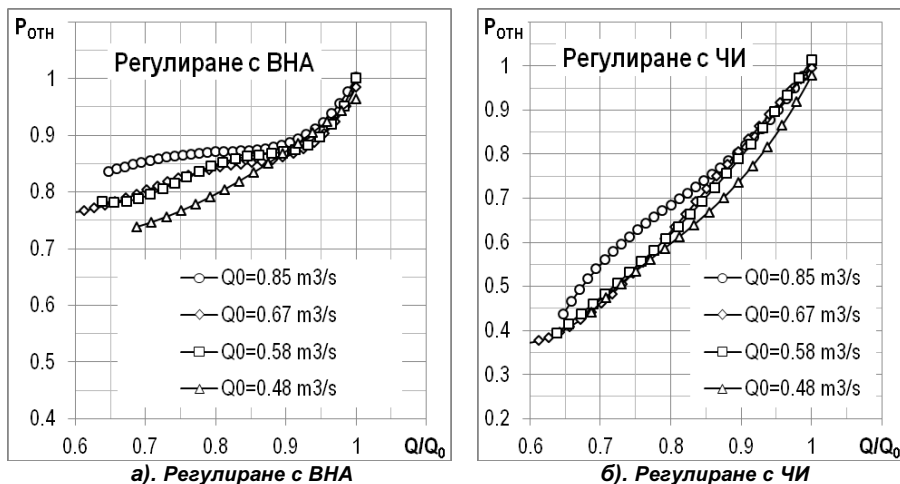 PОТН
Регулиране с ВНА
1
0.9
0.8
0.7
0.6
0.5
0.4
Q0=0.85 m3/s
Q0=0.67 m3/s
Q0=0.58 m3/s
Q0=0.48 m3/s
0.6 0.7 0.8 0.9 1 Q/Q0
а). Регулиране с ВНА
PОТН
Регулиране с ЧИ
1
0.9
0.8
0.7
0.6
0.5
0.4
0.3
0.2
Q0=0.85 m3/s
Q0=0.67 m3/s
Q0=0.58 m3/s
Q0=0.48 m3/s
0.6 0.7 0.8 0.9 1 Q/Q0
б). Регулиране с ЧИ